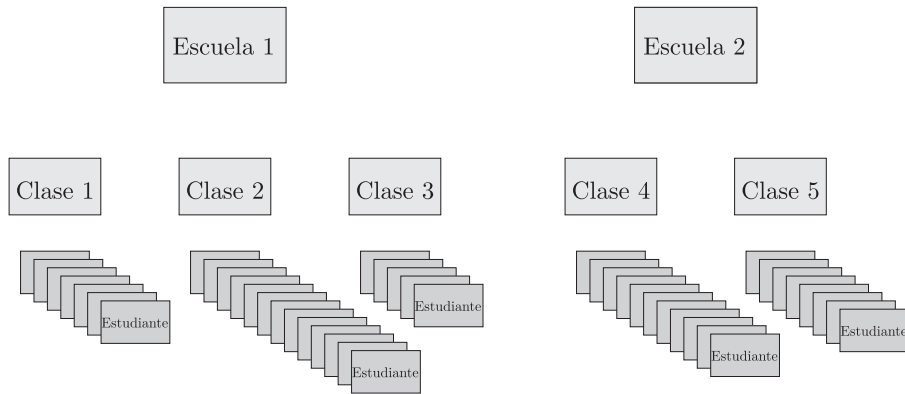 Escuela 1
Escuela 2
Clase 1
Clase 2
Clase 3
Clase 4
Clase 5
Estudiante
Estudiante
Estudiante
Estudiante
Estudiante